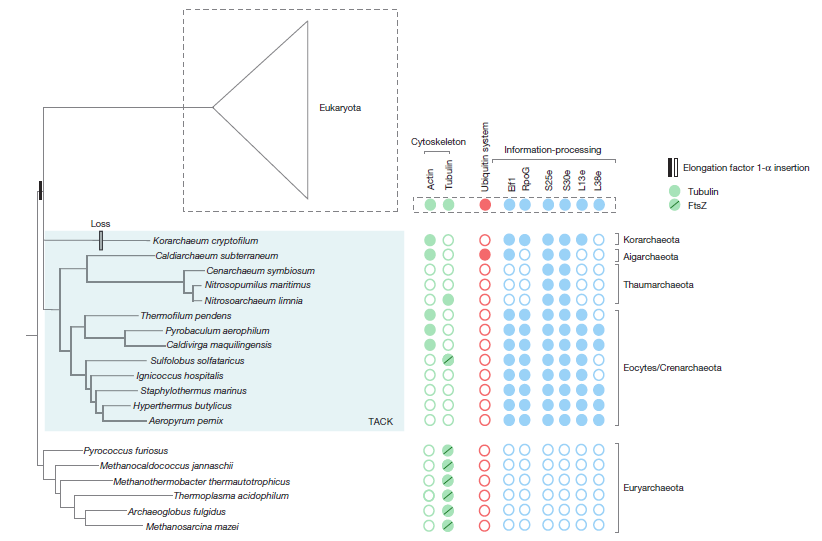 Eukaryota
Cytoskeleton
Ubiquitin system
Information-processing
Actin
Tubulin
Elf1
RpoG
S25e
S30e
L13e
L38e
Elongation factor 1-α insertion
Tubulin
FtsZ
Loss
Korarchaeum cryptofilum
Korarchaeota
Caldiarchaeum subterraneum
Aigarchaeota
Cenarchaeum symbiosum
Nitrosopumilus maritimus
Thaumarchaeota
Nitrosoarchaeum limnia
Thermofilum pendens
Pyrobaculum aerophilum
Caldivirga maquilingensis
Sulfolobus solfataricus
Eocytes/Crenarchaeota
Ignicoccus hospitalis
Staphylothermus marinus
Hyperthermus butylicus
Aeropyrum pernix
TACK
Pyrococcus furiosus
Methanocaldococcus jannaschii
Methanothermobacter thermautotrophicus
Euryarchaeota
Thermoplasma acidophilum
Archaeoglobus fulgidus
Methanosarcina mazei